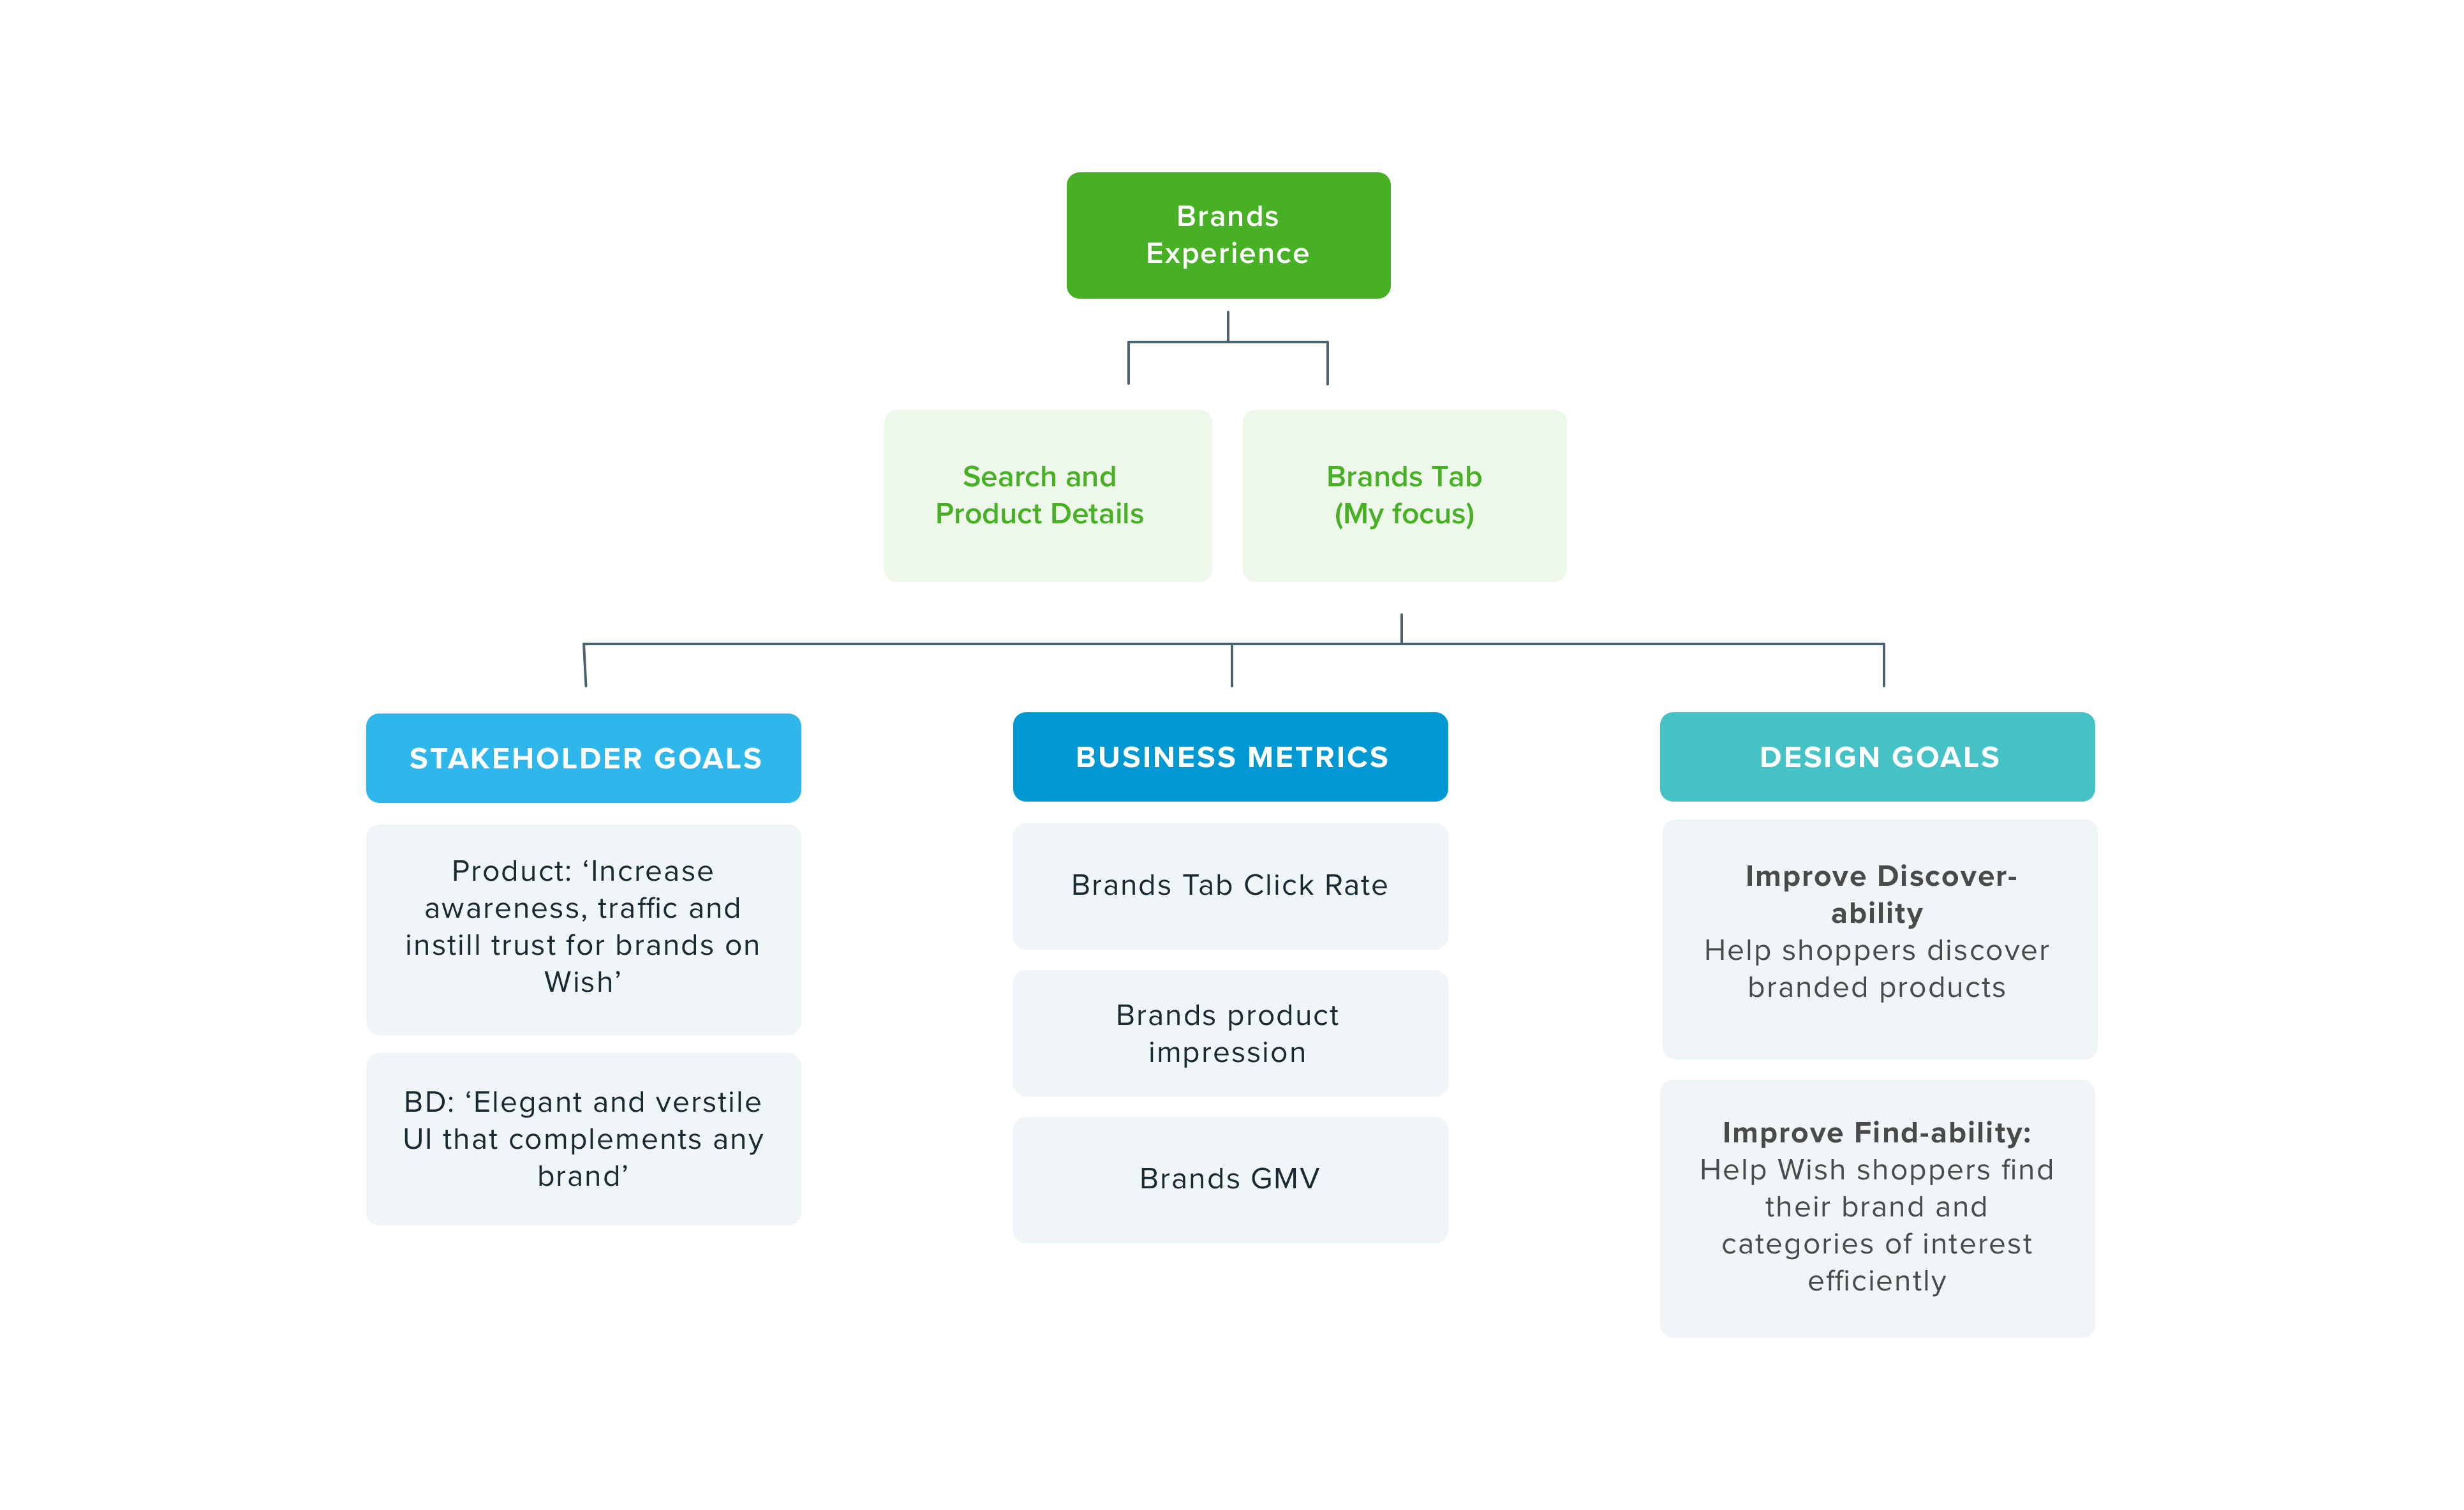 Brands
Experience
Search and
Product Details
Brands Tab
(My focus)
STAKEHOLDER GOALS
Product: ‘Increase
awareness, traffic and
instill trust for brands on
Wish’
BD: ‘Elegant and verstile
UI that complements any
brand’
BUSINESS METRICS
Brands Tab Click Rate
Brands product
impression
Brands GMV
DESIGN GOALS
Improve Discover-
ability
Help shoppers discover
branded products
Improve Find-ability:
Help Wish shoppers find
their brand and
categories of interest
efficiently